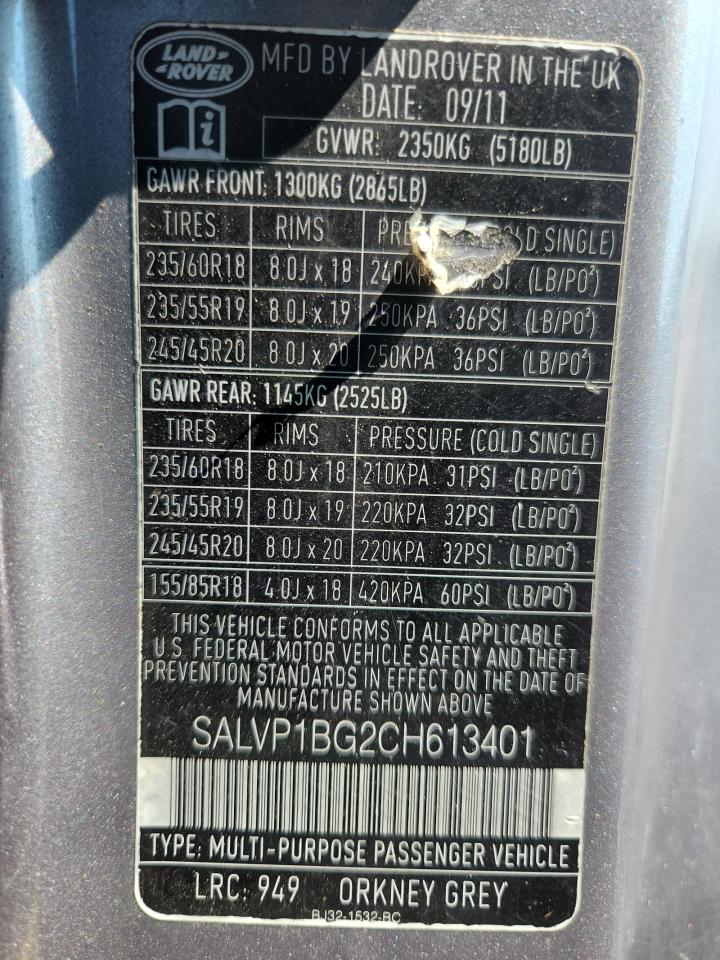 LAND ROVER
MFD BY LANDROVER IN THE UK
DATE: 09/11
i
GVWR: 2350KG (5180LB)
GAWR FRONT: 1300KG (2865LB)
TIRES RIMS SINGLE)
235/60R18 8.0J x 18 PSI (LB/PO²)
235/55R19 8.0J x 19 250KPA 36PSI (LB/PO²)
245/45R20 8.0J x 20 250KPA 36PSI (LB/PO²)
GAWR REAR: 1145KG (2525LB)
TIRES RIMS PRESSURE (COLD SINGLE)
235/60R18 8.0J x 18 210KPA 31PSI (LB/PO²)
235/55R19 8.0J x 19 220KPA 32PSI (LB/PO²)
245/45R20 8.0J x 20 220KPA 32PSI (LB/PO²)
155/85R18 4.0J x 18 420KPA 60PSI (LB/PO²)
THIS VEHICLE CONFORMS TO ALL APPLICABLE
U.S. FEDERAL MOTOR VEHICLE SAFETY AND THEFT
PREVENTION STANDARDS IN EFFECT ON THE DATE OF
MANUFACTURE SHOWN ABOVE
SALVP1BG2CH613401
TYPE: MULTI-PURPOSE PASSENGER VEHICLE
LRC: 949 ORKNEY GREY
BJ32-1532-BC